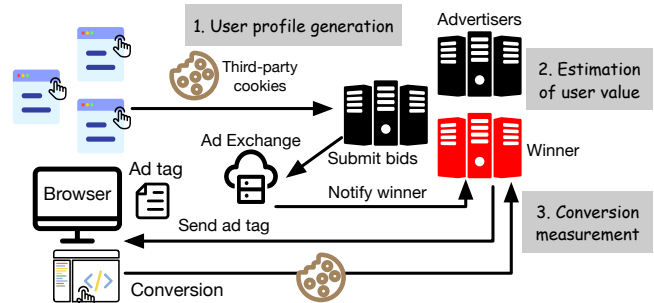 1. User profile generation
Advertisers
Third-party
cookies
2. Estimation
of user value
Ad Exchange
Submit bids
Winner
Ad tag
Browser
Notify winner
Send ad tag
3. Conversion
measurement
</>
Conversion